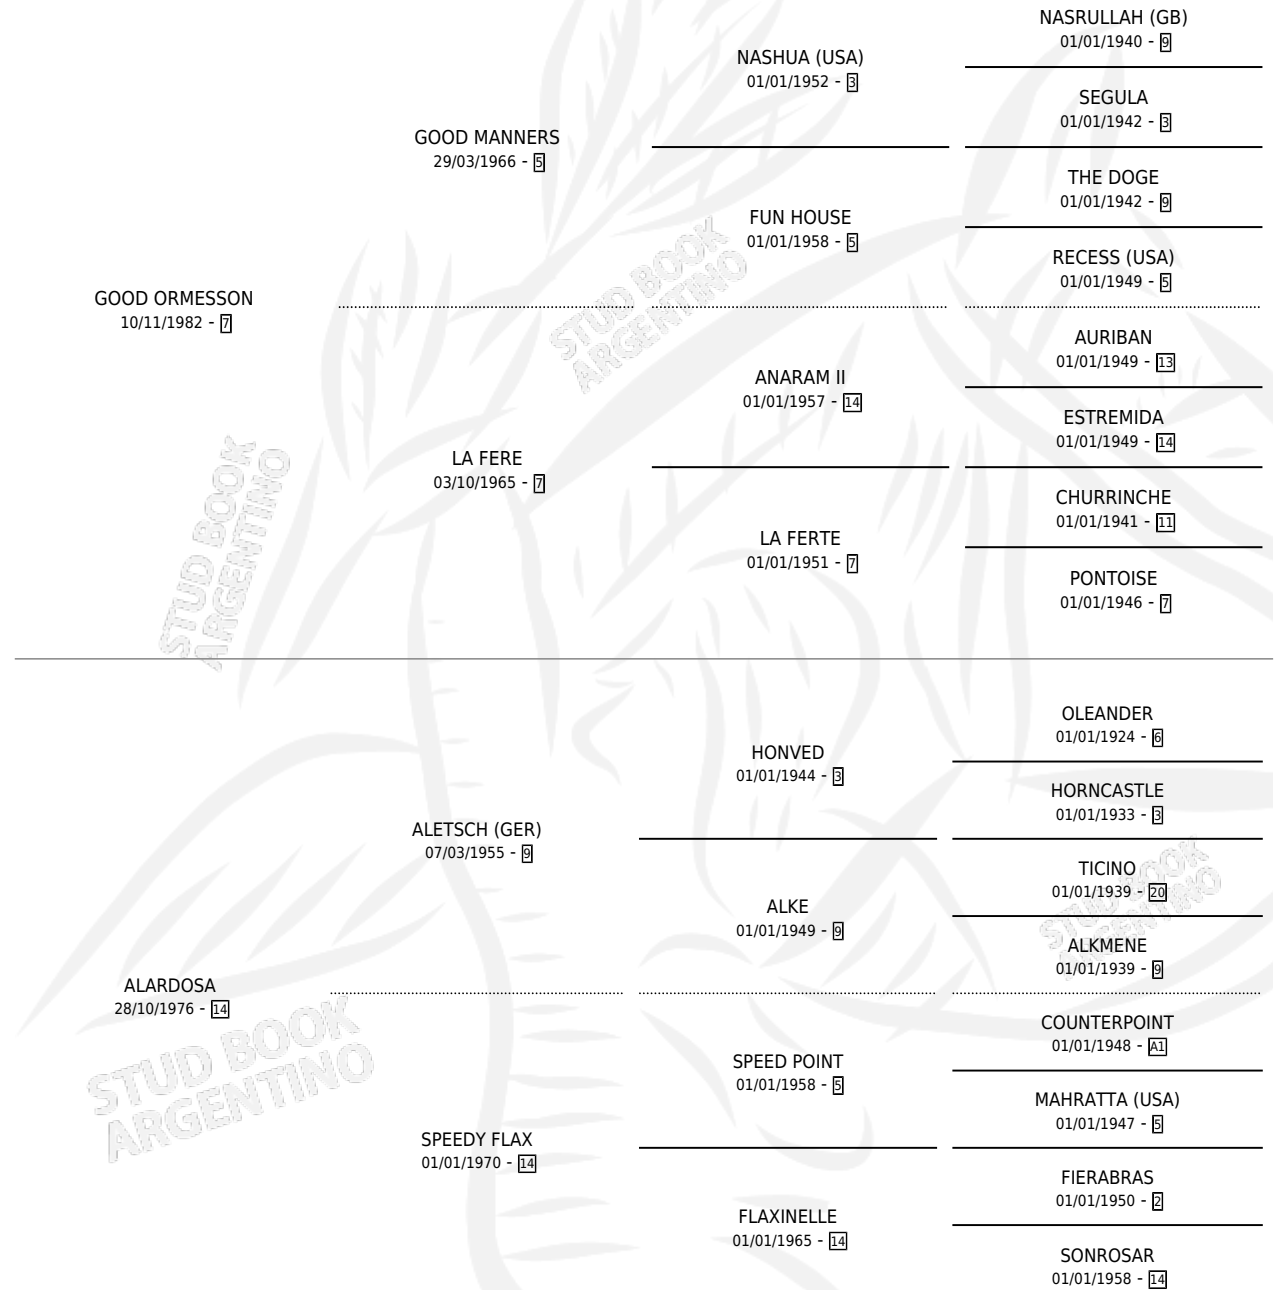 NASRULLAH (GB)
01/01/1940 - 9
NASHUA (USA)
01/01/1952 - 3
SEGULA
01/01/1942 - 3
GOOD MANNERS
29/03/1966 - 5
THE DOGE
01/01/1942 - 9
FUN HOUSE
01/01/1958 - 5
RECESS (USA)
01/01/1949 - 5
GOOD ORMESSON
10/11/1982 - 7
STUD BOOK
ARGENTINO
AURIBAN
01/01/1949 - 13
ANARAM II
01/01/1957 - 14
ESTREMIDA
01/01/1949 - 14
LA FERE
03/10/1965 - 7
CHURRINCHE
01/01/1941 - 11
LA FERTE
01/01/1951 - 7
PONTOISE
01/01/1946 - 7
STUD BOOK
ARGENTINO
OLEANDER
01/01/1924 - 6
HONVED
01/01/1944 - 3
HORNCASTLE
01/01/1933 - 3
ALETSCH (GER)
07/03/1955 - 9
TICINO
01/01/1939 - 20
ALKE
01/01/1949 - 9
STUD BOOK
ARGENTINO
ALKMENE
01/01/1939 - 9
ALARDOSA
28/10/1976 - 14
STUD BOOK
ARGENTINO
COUNTERPOINT
01/01/1948 - A1
SPEED POINT
01/01/1958 - 5
MAHRATTA (USA)
01/01/1947 - 5
SPEEDY FLAX
01/01/1970 - 14
FIERABRAS
01/01/1950 - 2
FLAXINELLE
01/01/1965 - 14
SONROSAR
01/01/1958 - 14